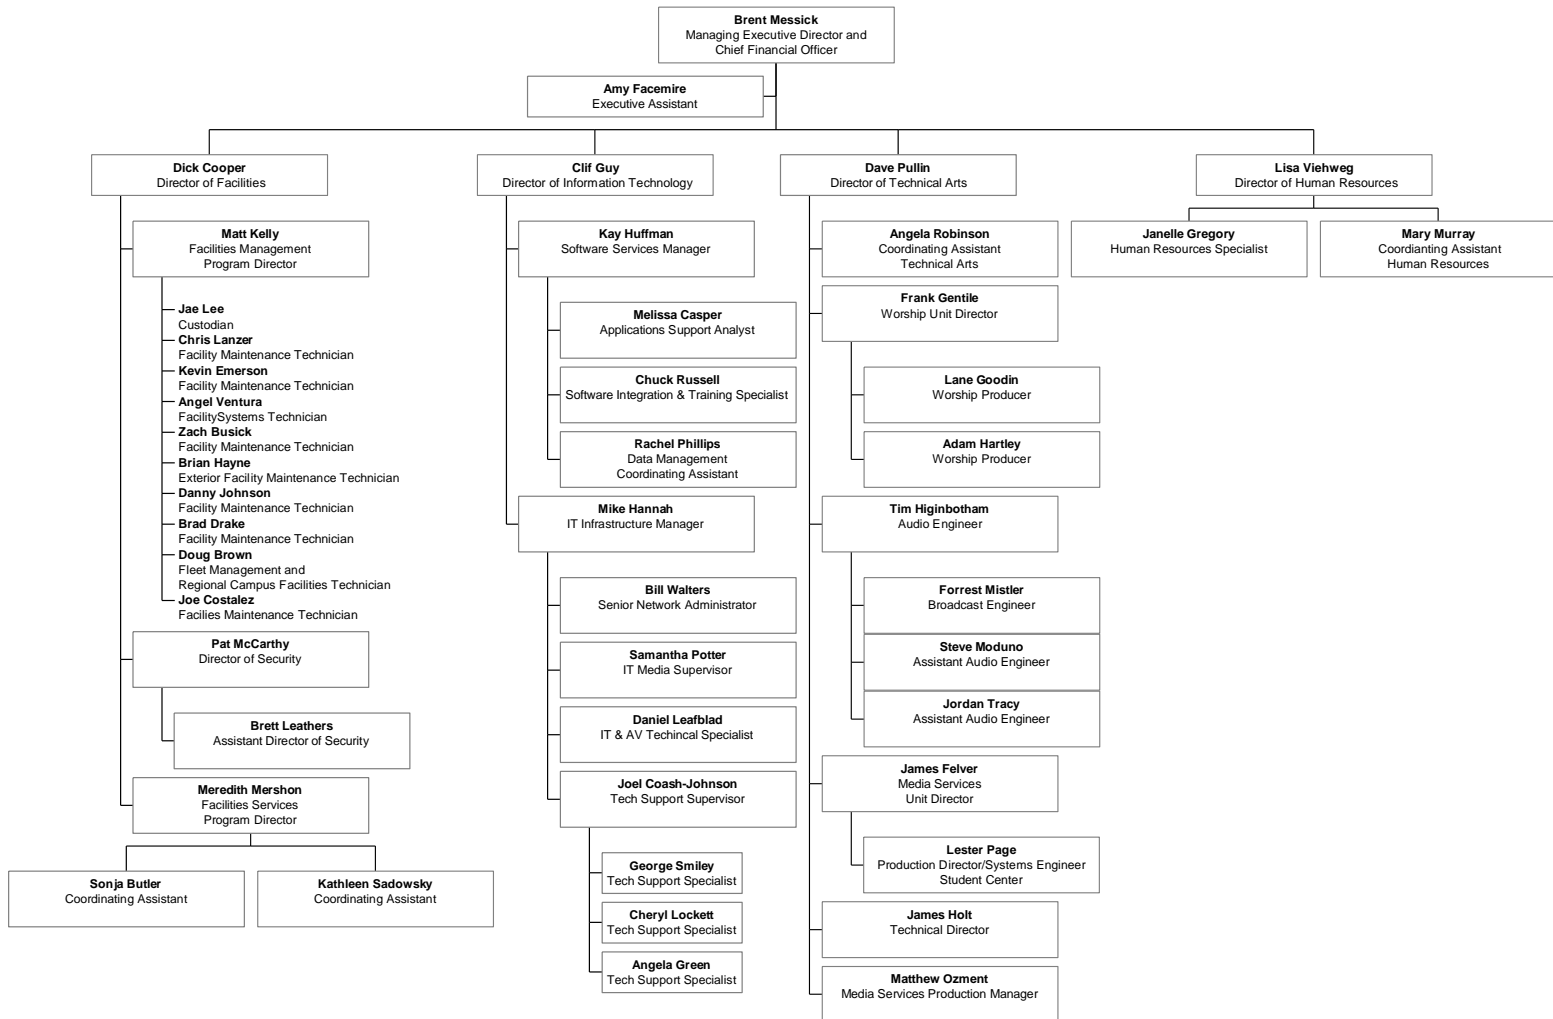 Brent Messick
Managing Executive Director and
Chief Financial Officer
Amy Facemire
Executive Assistant
Dick Cooper
Director of Facilities
Matt Kelly
Facilities Management
Program Director
Jae Lee
Custodian
Chris Lanzer
Facility Maintenance Technician
Kevin Emerson
Facility Maintenance Technician
Angel Ventura
FacilitySystems Technician
Zach Busick
Facility Maintenance Technician
Brian Hayne
Exterior Facility Maintenance Technician
Danny Johnson
Facility Maintenance Technician
Brad Drake
Facility Maintenance Technician
Doug Brown
Fleet Management and
Regional Campus Facilities Technician
Joe Costalez
Facilies Maintenance Technician
Pat McCarthy
Director of Security
Brett Leathers
Assistant Director of Security
Meredith Mershon
Facilities Services
Program Director
Sonja Butler
Coordinating Assistant
Kathleen Sadowsky
Coordinating Assistant
Clif Guy
Director of Information Technology
Kay Huffman
Software Services Manager
Melissa Casper
Applications Support Analyst
Chuck Russell
Software Integration & Training Specialist
Rachel Phillips
Data Management
Coordinating Assistant
Mike Hannah
IT Infrastructure Manager
Bill Walters
Senior Network Administrator
Samantha Potter
IT Media Supervisor
Daniel Leafblad
IT & AV Techincal Specialist
Joel Coash-Johnson
Tech Support Supervisor
George Smiley
Tech Support Specialist
Cheryl Lockett
Tech Support Specialist
Angela Green
Tech Support Specialist
Dave Pullin
Director of Technical Arts
Angela Robinson
Coordinating Assistant
Technical Arts
Frank Gentile
Worship Unit Director
Lane Goodin
Worship Producer
Adam Hartley
Worship Producer
Tim Higinbotham
Audio Engineer
Forrest Mistler
Broadcast Engineer
Steve Moduno
Assistant Audio Engineer
Jordan Tracy
Assistant Audio Engineer
James Felver
Media Services
Unit Director
Lester Page
Production Director/Systems Engineer
Student Center
James Holt
Technical Director
Matthew Ozment
Media Services Production Manager
Lisa Viehweg
Director of Human Resources
Janelle Gregory
Human Resources Specialist
Mary Murray
Coordianting Assistant
Human Resources